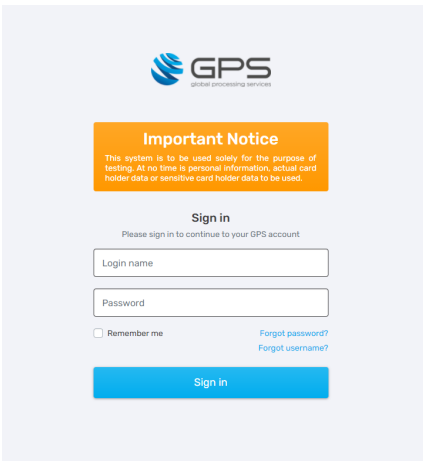 GPS
global processing services
Important Notice
This system is to be used solely for the purpose of
testing. At no time is personal information, actual card
holder data or sensitive card holder data to be used.
Sign in
Please sign in to continue to your GPS account
Login name
Password
Remember me
Forgot password?
Forgot username?
Sign in